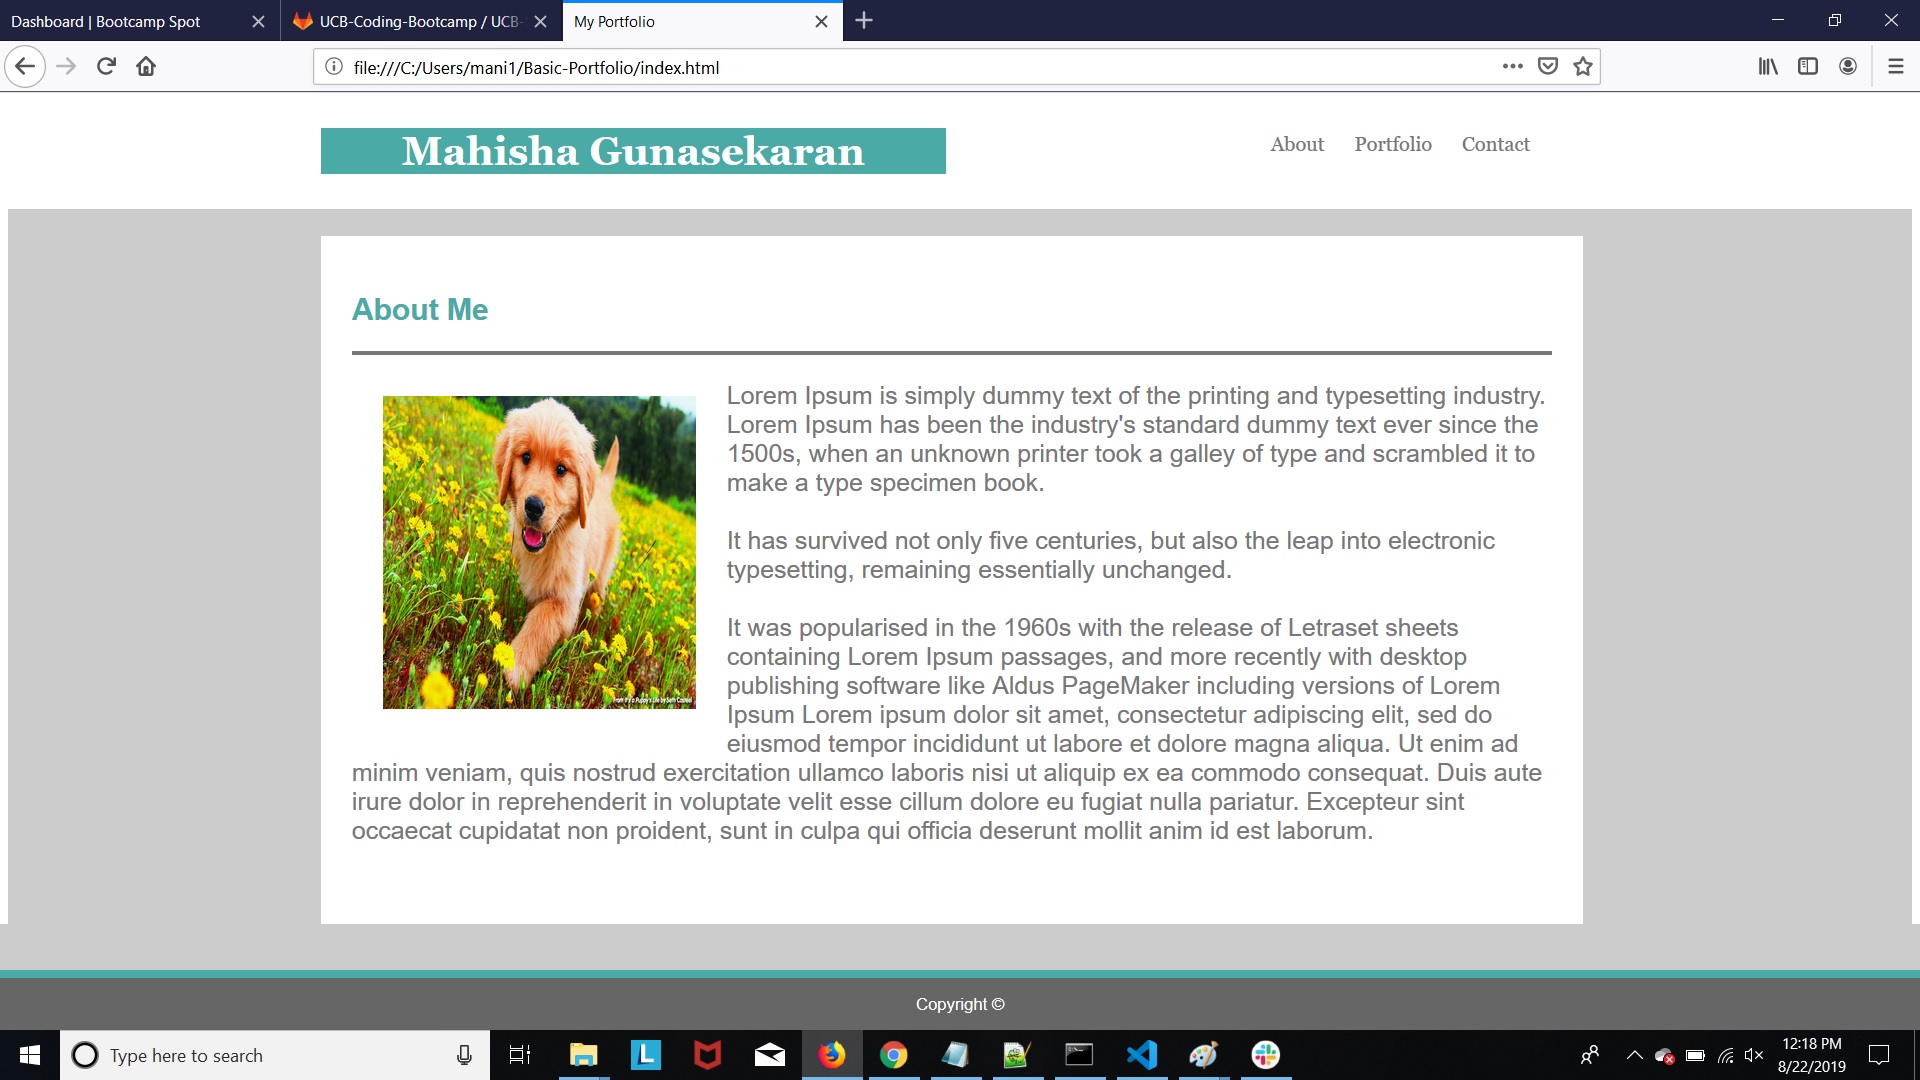 Dashboard | Bootcamp Spot
UCB-Coding-Bootcamp / UCB-
My Portfolio
file:///C:/Users/mani1/Basic-Portfolio/index.html
Mahisha Gunasekaran
About Portfolio Contact
About Me
Lorem Ipsum is simply dummy text of the printing and typesetting industry.
Lorem Ipsum has been the industry's standard dummy text ever since the
1500s, when an unknown printer took a galley of type and scrambled it to
make a type specimen book.
It has survived not only five centuries, but also the leap into electronic
typesetting, remaining essentially unchanged.
It was popularised in the 1960s with the release of Letraset sheets
containing Lorem Ipsum passages, and more recently with desktop
publishing software like Aldus PageMaker including versions of Lorem
Ipsum Lorem ipsum dolor sit amet, consectetur adipiscing elit, sed do
eiusmod tempor incididunt ut labore et dolore magna aliqua. Ut enim ad
minim veniam, quis nostrud exercitation ullamco laboris nisi ut aliquip ex ea commodo consequat. Duis aute
irure dolor in reprehenderit in voluptate velit esse cillum dolore eu fugiat nulla pariatur. Excepteur sint
occaecat cupidatat non proident, sunt in culpa qui officia deserunt mollit anim id est laborum.
From It's a Puppy's Life by Seth Casteel
Copyright ©
Type here to search
L
12:18 PM
8/22/2019